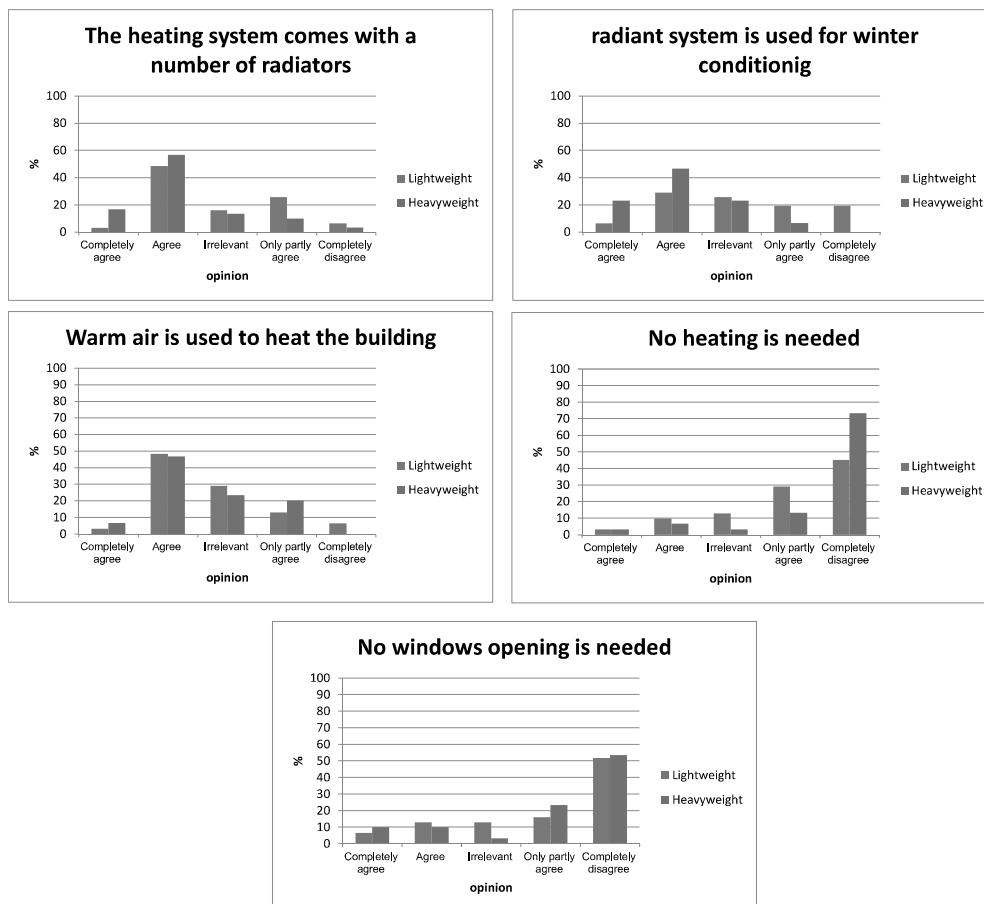 The heating system comes with a
number of radiators
100
80
60
40
20
0
%
Completely agree
Agree
Irrelevant
Only partly agree
Completely disagree
opinion
Lightweight
Heavyweight
radiant system is used for winter
conditionig
100
80
60
40
20
0
%
Completely agree
Agree
Irrelevant
Only partly agree
Completely disagree
opinion
Lightweight
Heavyweight
Warm air is used to heat the building
100
90
80
70
60
50
40
30
20
10
0
%
Completely agree
Agree
Irrelevant
Only partly agree
Completely disagree
opinion
Lightweight
Heavyweight
No heating is needed
100
90
80
70
60
50
40
30
20
10
0
%
Completely agree
Agree
Irrelevant
Only partly agree
Completely disagree
opinion
Lightweight
Heavyweight
No windows opening is needed
100
90
80
70
60
50
40
30
20
10
0
%
Completely agree
Agree
Irrelevant
Only partly agree
Completely disagree
opinion
Lightweight
Heavyweight